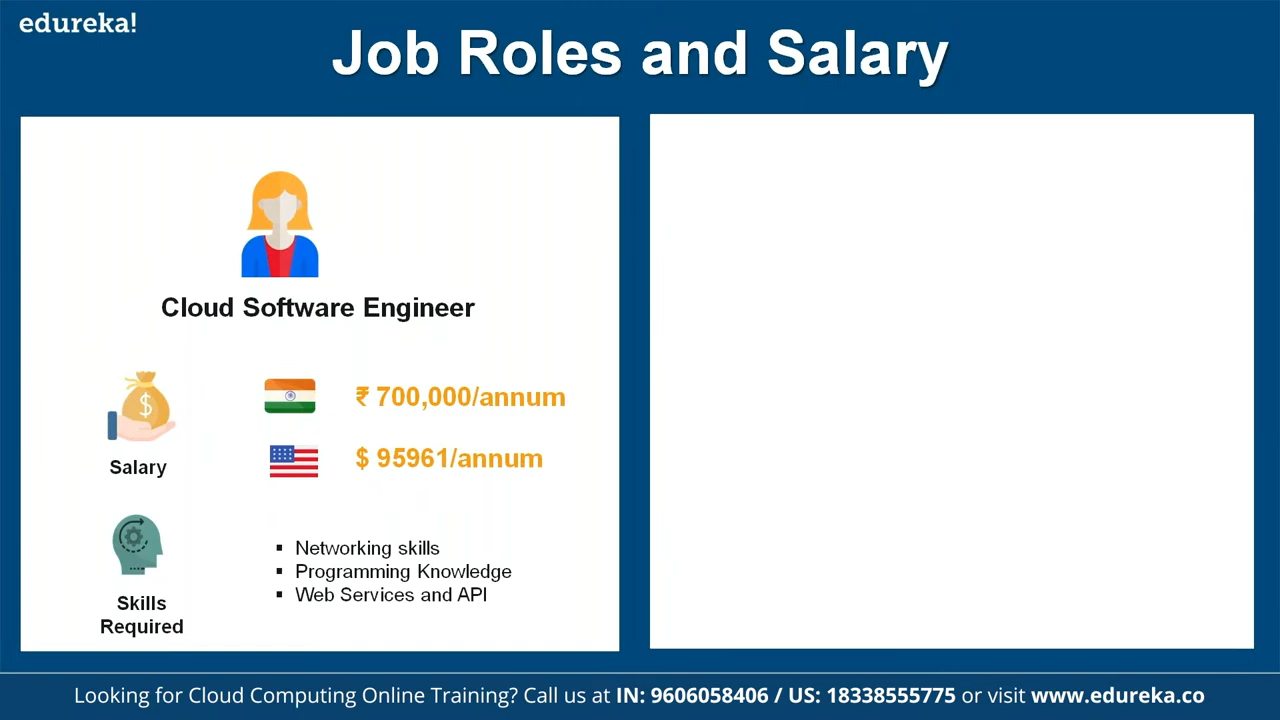 edureka!
Job Roles and Salary
Cloud Software Engineer
$
Salary
₹ 700,000/annum
$ 95961/annum
Skills
Required
▪ Networking skills
▪ Programming Knowledge
▪ Web Services and API
Looking for Cloud Computing Online Training? Call us at IN: 9606058406 / US: 18338555775 or visit www.edureka.co